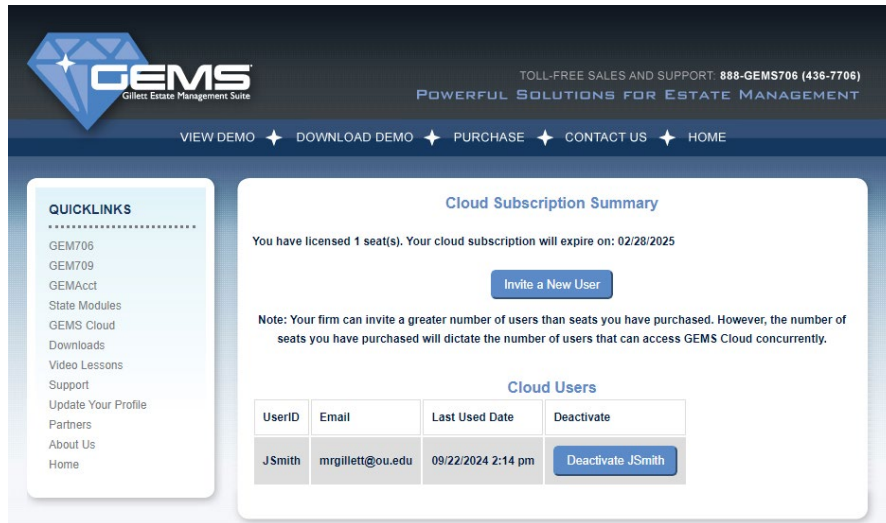 GEMS
Gillett Estate Management Suite
TOLL-FREE SALES AND SUPPORT: 888-GEMS706 (436-7706)
POWERFUL SOLUTIONS FOR ESTATE MANAGEMENT
VIEW DEMO DOWNLOAD DEMO PURCHASE CONTACT US HOME
QUICKLINKS
GEM706
GEM709
GEMAcct
State Modules
GEMS Cloud
Downloads
Video Lessons
Support
Update Your Profile
Partners
About Us
Home
Cloud Subscription Summary
You have licensed 1 seat(s). Your cloud subscription will expire on: 02/28/2025
Invite a New User
Note: Your firm can invite a greater number of users than seats you have purchased. However, the number of
seats you have purchased will dictate the number of users that can access GEMS Cloud concurrently.
Cloud Users
UserID Email Last Used Date Deactivate
JSmith mrgillett@ou.edu 09/22/2024 2:14 pm Deactivate JSmith